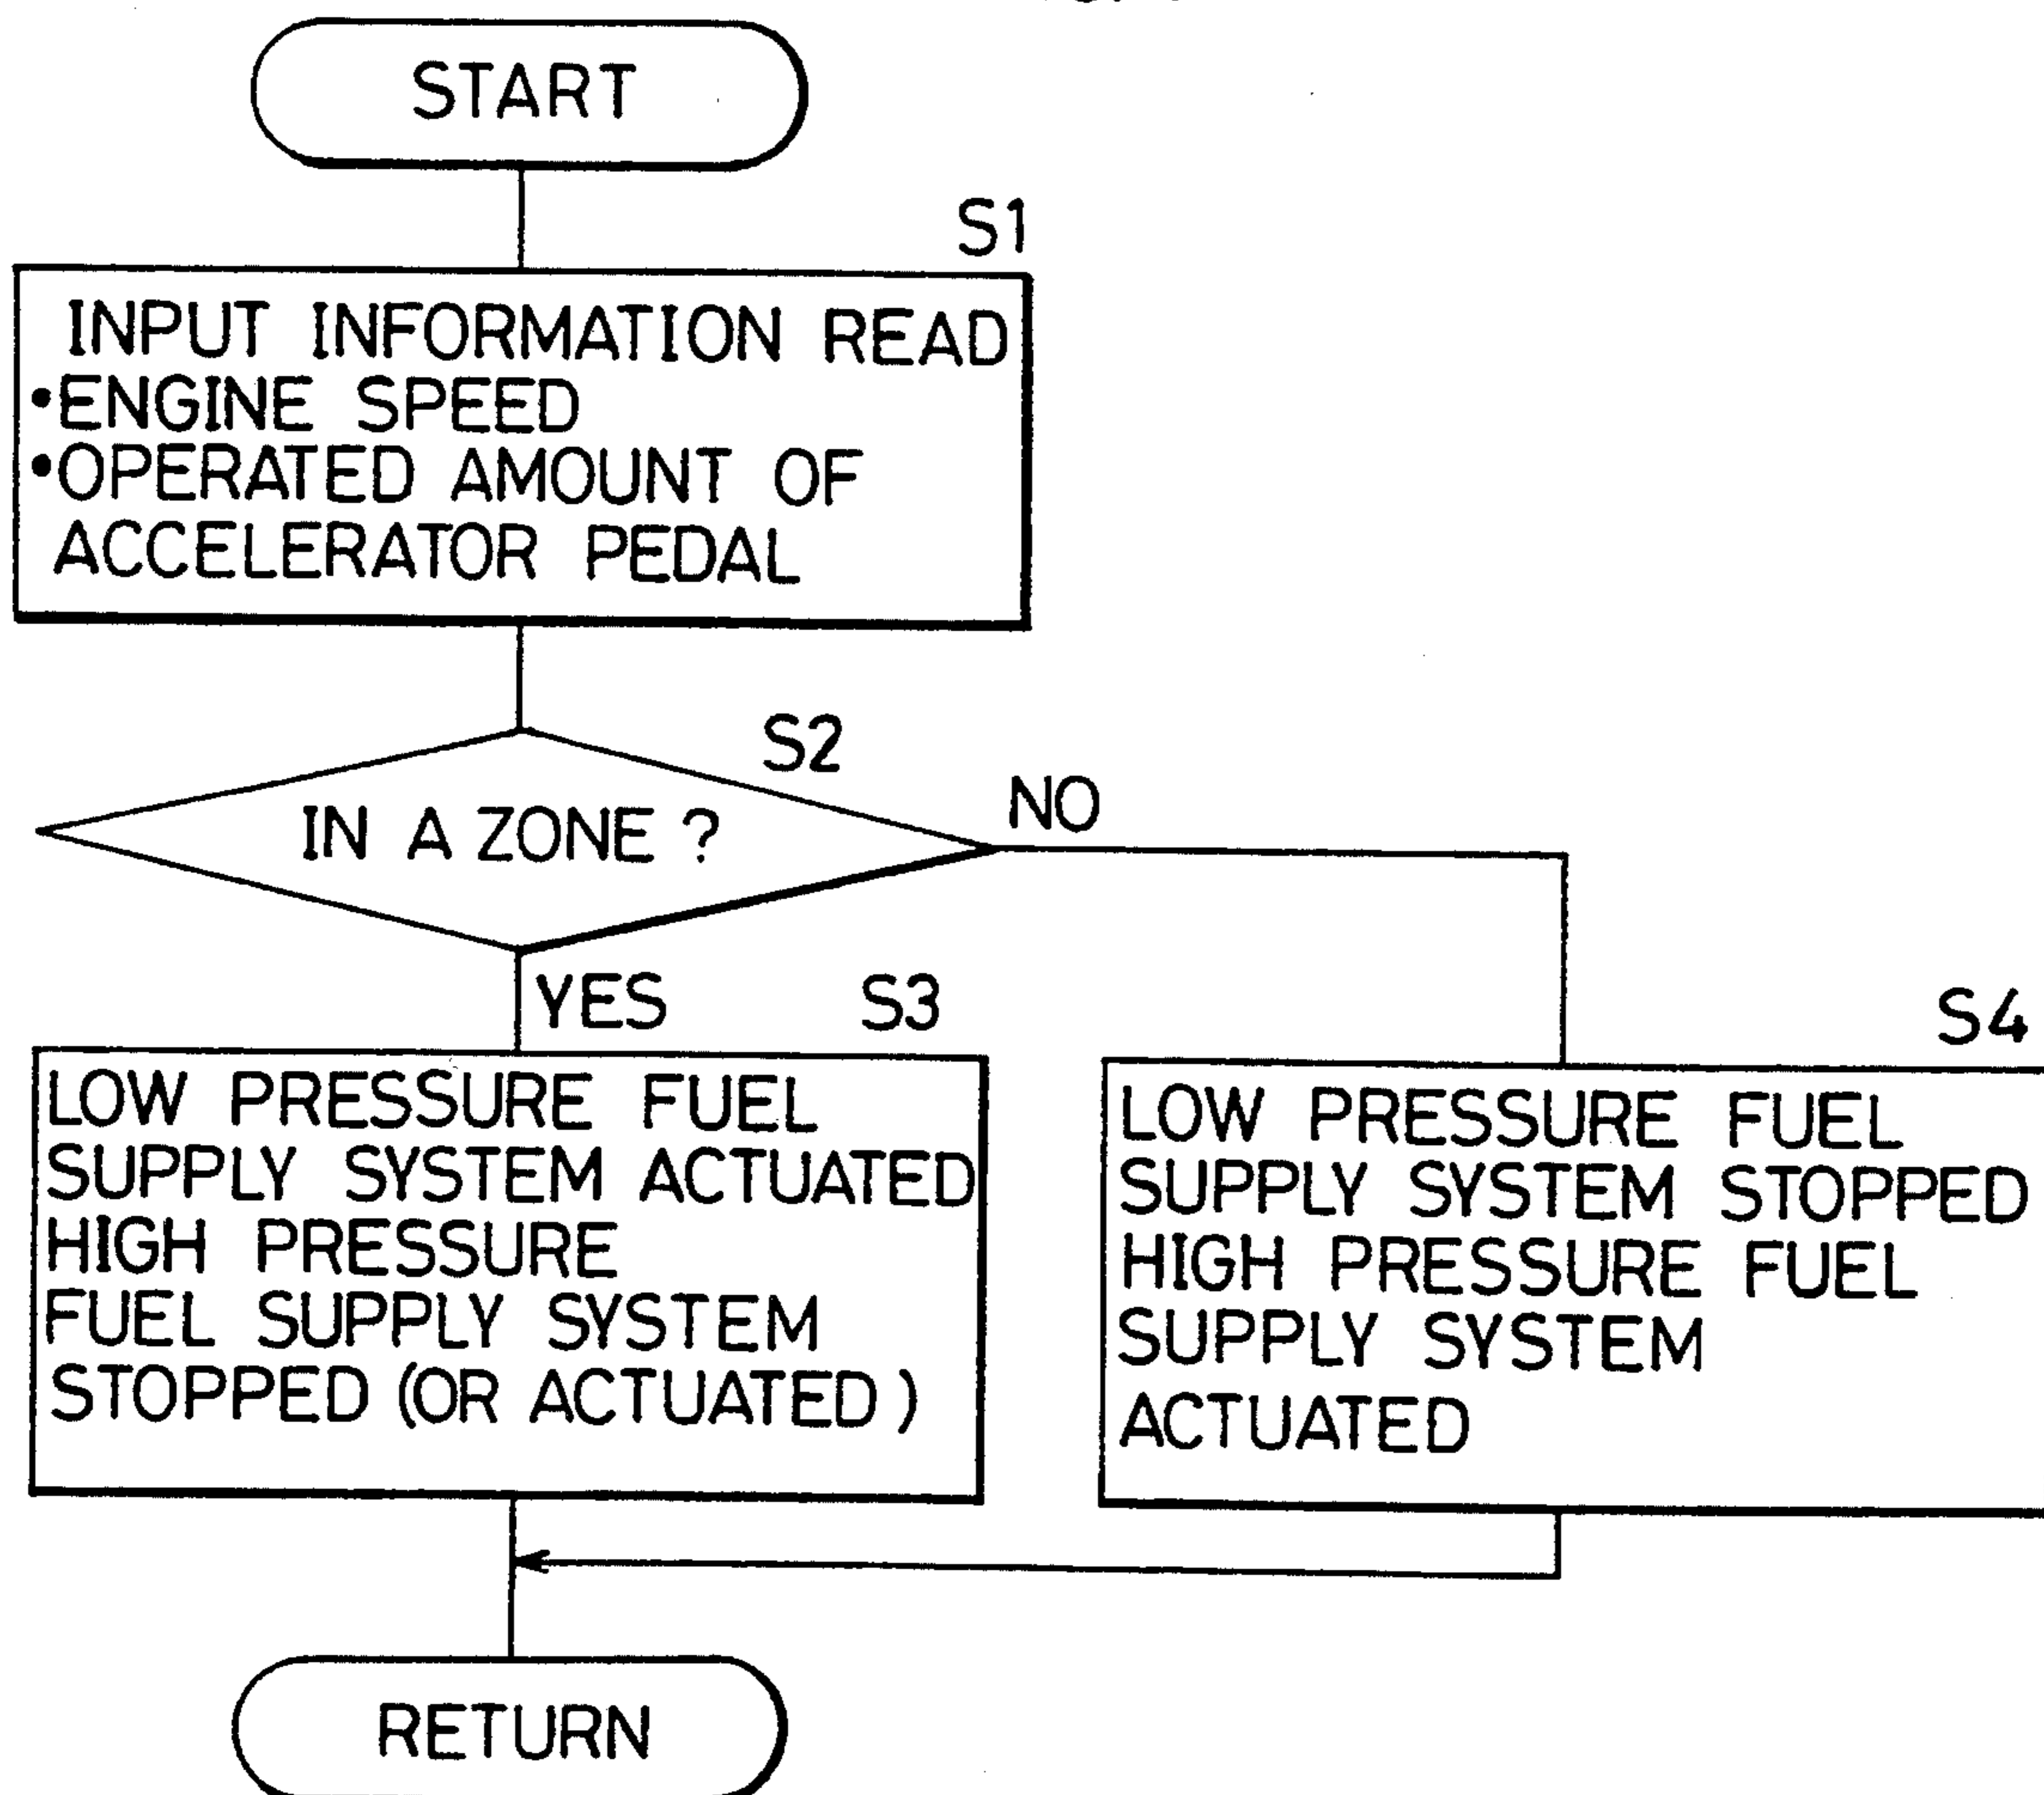 START
S1
INPUT INFORMATION READ
•ENGINE SPEED
•OPERATED AMOUNT OF
ACCELERATOR PEDAL
S2
IN A ZONE ?
NO
YES
S3
LOW PRESSURE FUEL
SUPPLY SYSTEM ACTUATED
HIGH PRESSURE
FUEL SUPPLY SYSTEM
STOPPED (OR ACTUATED)
S4
LOW PRESSURE FUEL
SUPPLY SYSTEM STOPPED
HIGH PRESSURE FUEL
SUPPLY SYSTEM
ACTUATED
RETURN